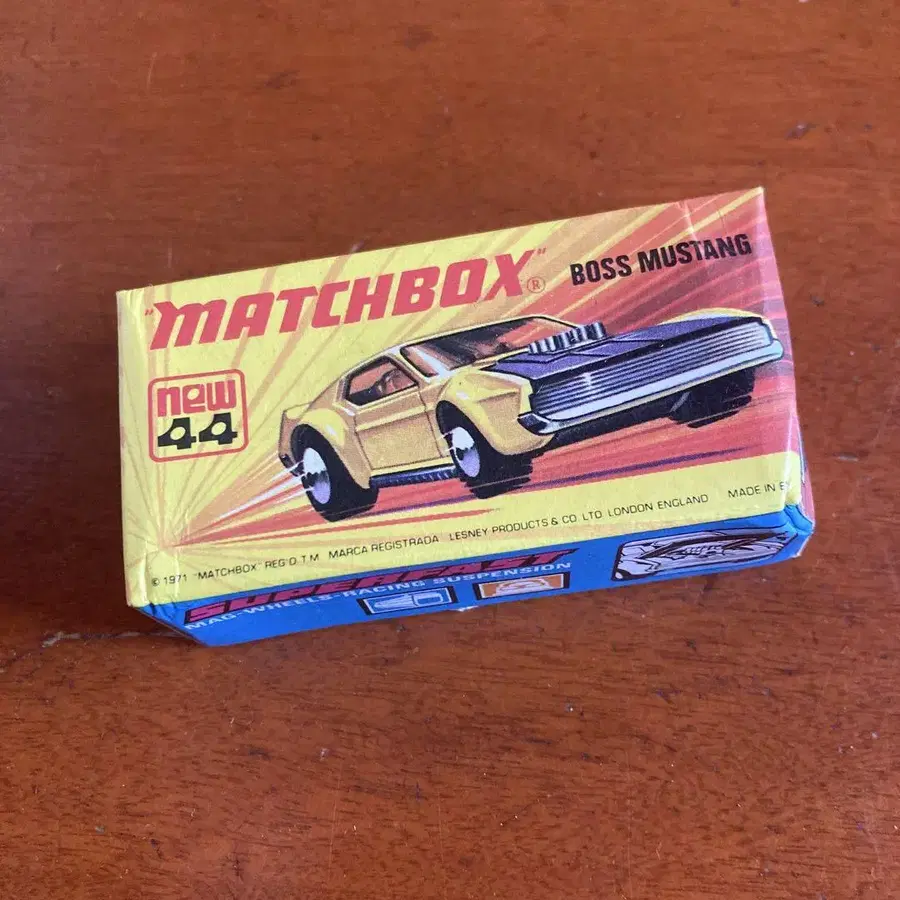 "MATCHBOX"®
BOSS MUSTANG
new
44
© 1971 "MATCHBOX" REG'D T M MARCA REGISTRADA LESNEY PRODUCTS & CO. LTD. LONDON ENGLAND MADE IN
SUPERFAST
MAG-WHEELS-RACING SUSPENSION